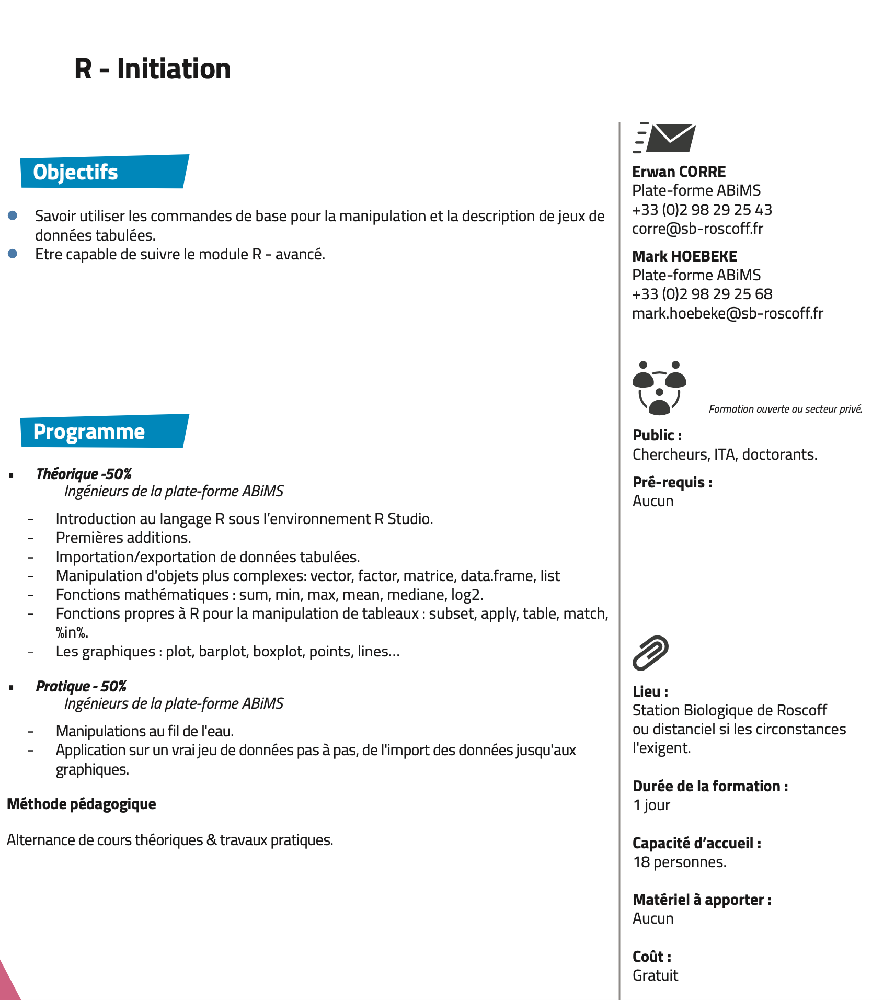 R - Initiation
Objectifs
Savoir utiliser les commandes de base pour la manipulation et la description de jeux de
données tabulées.
Etre capable de suivre le module R - avancé.
Programme
▪ Théorique -50%
Ingénieurs de la plate-forme ABiMS
- Introduction au langage R sous l’environnement R Studio.
- Premières additions.
- Importation/exportation de données tabulées.
- Manipulation d'objets plus complexes: vector, factor, matrice, data.frame, list
- Fonctions mathématiques : sum, min, max, mean, mediane, log2.
- Fonctions propres à R pour la manipulation de tableaux : subset, apply, table, match,
%in%.
- Les graphiques : plot, barplot, boxplot, points, lines…
▪ Pratique - 50%
Ingénieurs de la plate-forme ABiMS
- Manipulations au fil de l'eau.
- Application sur un vrai jeu de données pas à pas, de l'import des données jusqu'aux
graphiques.
Méthode pédagogique
Alternance de cours théoriques & travaux pratiques.
Erwan CORRE
Plate-forme ABiMS
+33 (0)2 98 29 25 43
corre@sb-roscoff.fr
Mark HOEBEKE
Plate-forme ABiMS
+33 (0)2 98 29 25 68
mark.hoebeke@sb-roscoff.fr
Formation ouverte au secteur privé.
Public :
Chercheurs, ITA, doctorants.
Pré-requis :
Aucun
Lieu :
Station Biologique de Roscoff
ou distanciel si les circonstances
l'exigent.
Durée de la formation :
1 jour
Capacité d’accueil :
18 personnes.
Matériel à apporter :
Aucun
Coût :
Gratuit